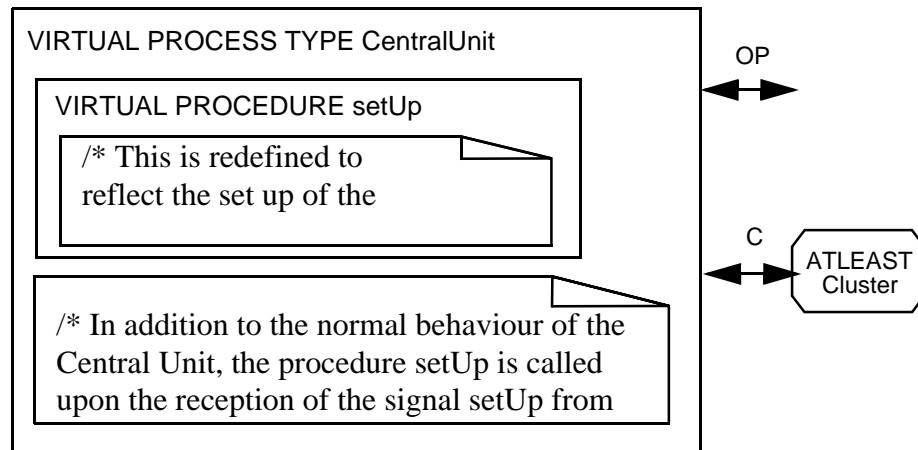 VIRTUAL PROCESS TYPE CentralUnit
OP
VIRTUAL PROCEDURE setUp
/* This is redefined to
reflect the set up of the
C
ATLEAST
Cluster
/* In addition to the normal behaviour of the
Central Unit, the procedure setUp is called
upon the reception of the signal setUp from